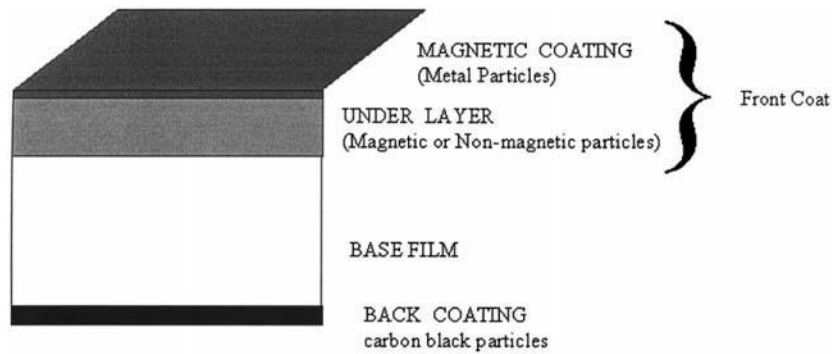 MAGNETIC COATING
(Metal Particles)
Front Coat
UNDER LAYER
(Magnetic or Non-magnetic particles)
BASE FILM
BACK COATING
carbon black particles